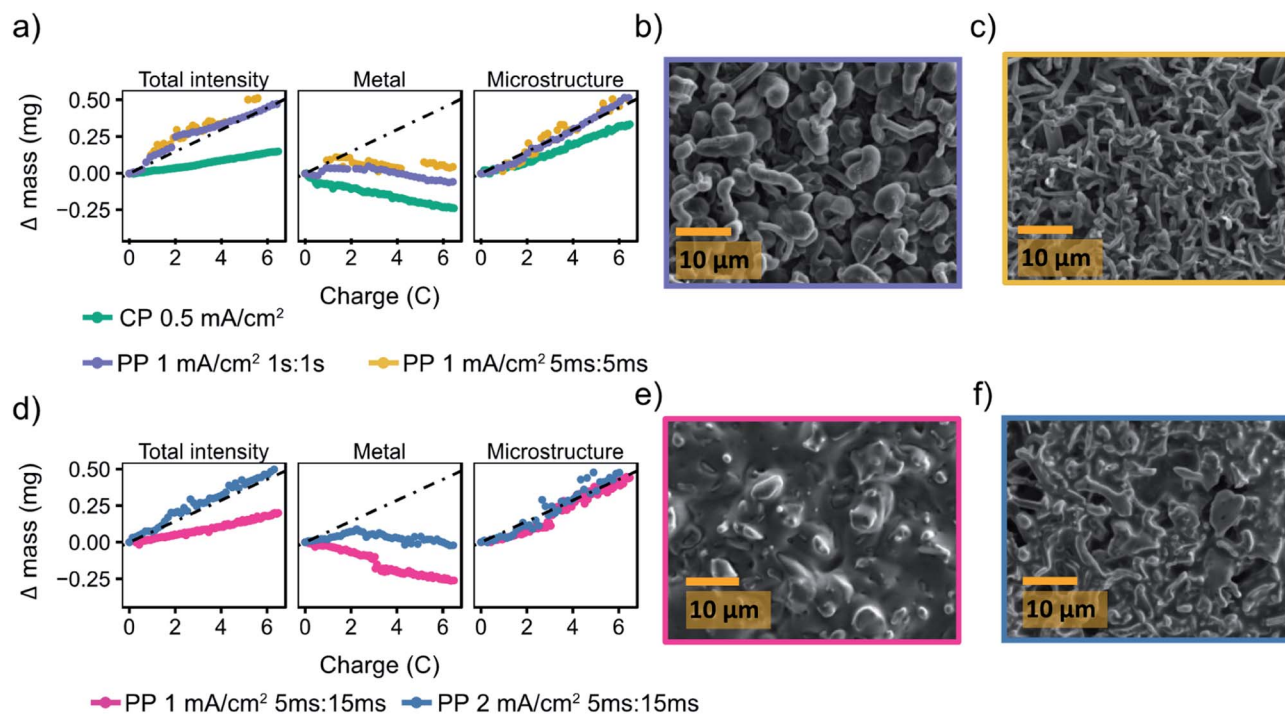 a)
b)
c)
Total intensity Metal Microstructure
0.50
0.25
0.00
−0.25
Δ mass (mg)
0 2 4 6 0 2 4 6 0 2 4 6
Charge (C)
10 µm
10 µm
CP 0.5 mA/cm²
PP 1 mA/cm² 1s:1s PP 1 mA/cm² 5ms:5ms
d)
e)
f)
Total intensity Metal Microstructure
0.50
0.25
0.00
−0.25
Δ mass (mg)
0 2 4 6 0 2 4 6 0 2 4 6
Charge (C)
10 µm
10 µm
PP 1 mA/cm² 5ms:15ms PP 2 mA/cm² 5ms:15ms